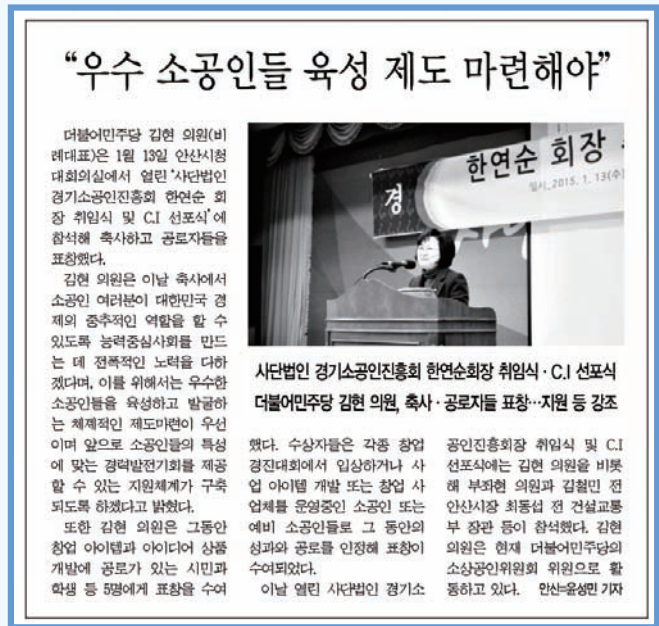 “우수 소공인들 육성 제도 마련해야”
더불어민주당 김현 의원(비
례대표)은 1월 13일 안산시청
대회의실에서 열린 ‘사단법인
경기소공인진흥회 한연순 회
장 취임식 및 C.I 선포식’에
참석해 축사하고 공로자들을
표창했다.
김현 의원은 이날 축사에서
소공인 여러분이 대한민국 경
제의 중추적인 역할을 할 수
있도록 능력중심사회를 만드
는 데 전폭적인 노력을 다하
겠다며, 이를 위해서는 우수한
소공인들을 육성하고 발굴하
는 체제적인 제도마련이 우선
이며 앞으로 소공인들의 특성
에 맞는 경력발전기회를 제공
할 수 있는 지원체계가 구축
되도록 하겠다고 밝혔다.
또한 김현 의원은 그동안
창업 아이템과 아이디어 상품
개발에 공로가 있는 시민과
학생 등 5명에게 표창을 수여
한연순 회장
일시_2015. 1. 13(수)
경
사단법인 경기소공인진흥회 한연순회장 취임식·C.I 선포식
더불어민주당 김현 의원, 축사·공로자들 표창…지원 등 강조
했다. 수상자들은 각종 창업
경진대회에서 입상하거나 사
업 아이템 개발 또는 창업 사
업체를 운영중인 소공인 또는
예비 소공인들로 그 동안의
성과와 공로를 인정해 표창이
수여되었다.
이날 열린 사단법인 경기소
공인진흥회장 취임식 및 C.I
선포식에는 김현 의원을 비롯
해 부좌현 의원과 김철민 전
안산시장 최동섭 전 건설교통
부 장관 등이 참석했다. 김현
의원은 현재 더불어민주당의
소상공인위원회 위원으로 활
동하고 있다. 안산=윤성민 기자